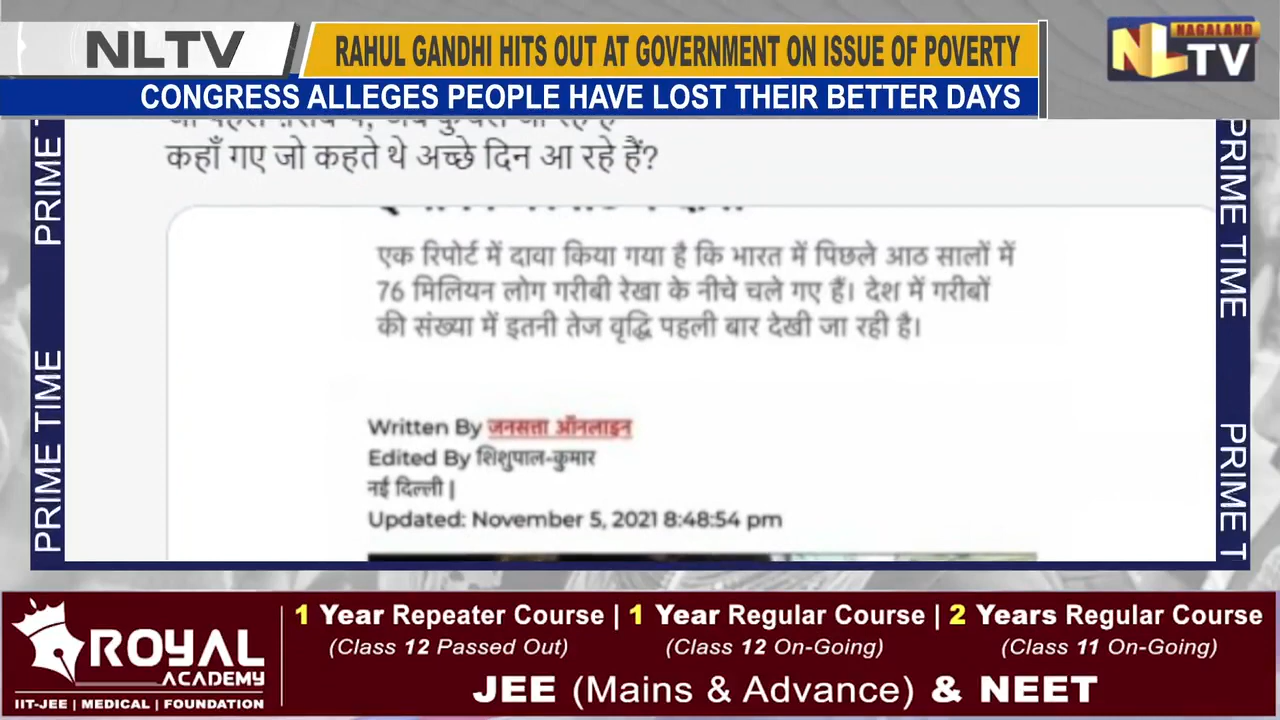 NLTV
RAHUL GANDHI HITS OUT AT GOVERNMENT ON ISSUE OF POVERTY
CONGRESS ALLEGES PEOPLE HAVE LOST THEIR BETTER DAYS
NAGALAND
NLTV
PRIME TIME
PRIME T
PRIME TIME
PRIME T
कहाँ गए जो कहते थे अच्छे दिन आ रहे हैं?
एक रिपोर्ट में दावा किया गया है कि भारत में पिछले आठ सालों में
76 मिलियन लोग गरीबी रेखा के नीचे चले गए हैं। देश में गरीबों
की संख्या में इतनी तेज वृद्धि पहली बार देखी जा रही है।
Written By जनसत्ता ऑनलाइन
Edited By शिशुपाल-कुमार
नई दिल्ली |
Updated: November 5, 2021 8:48:54 pm
ROYAL
ACADEMY
IIT-JEE | MEDICAL | FOUNDATION
1 Year Repeater Course | 1 Year Regular Course | 2 Years Regular Course
(Class 12 Passed Out) (Class 12 On-Going) (Class 11 On-Going)
JEE (Mains & Advance) & NEET